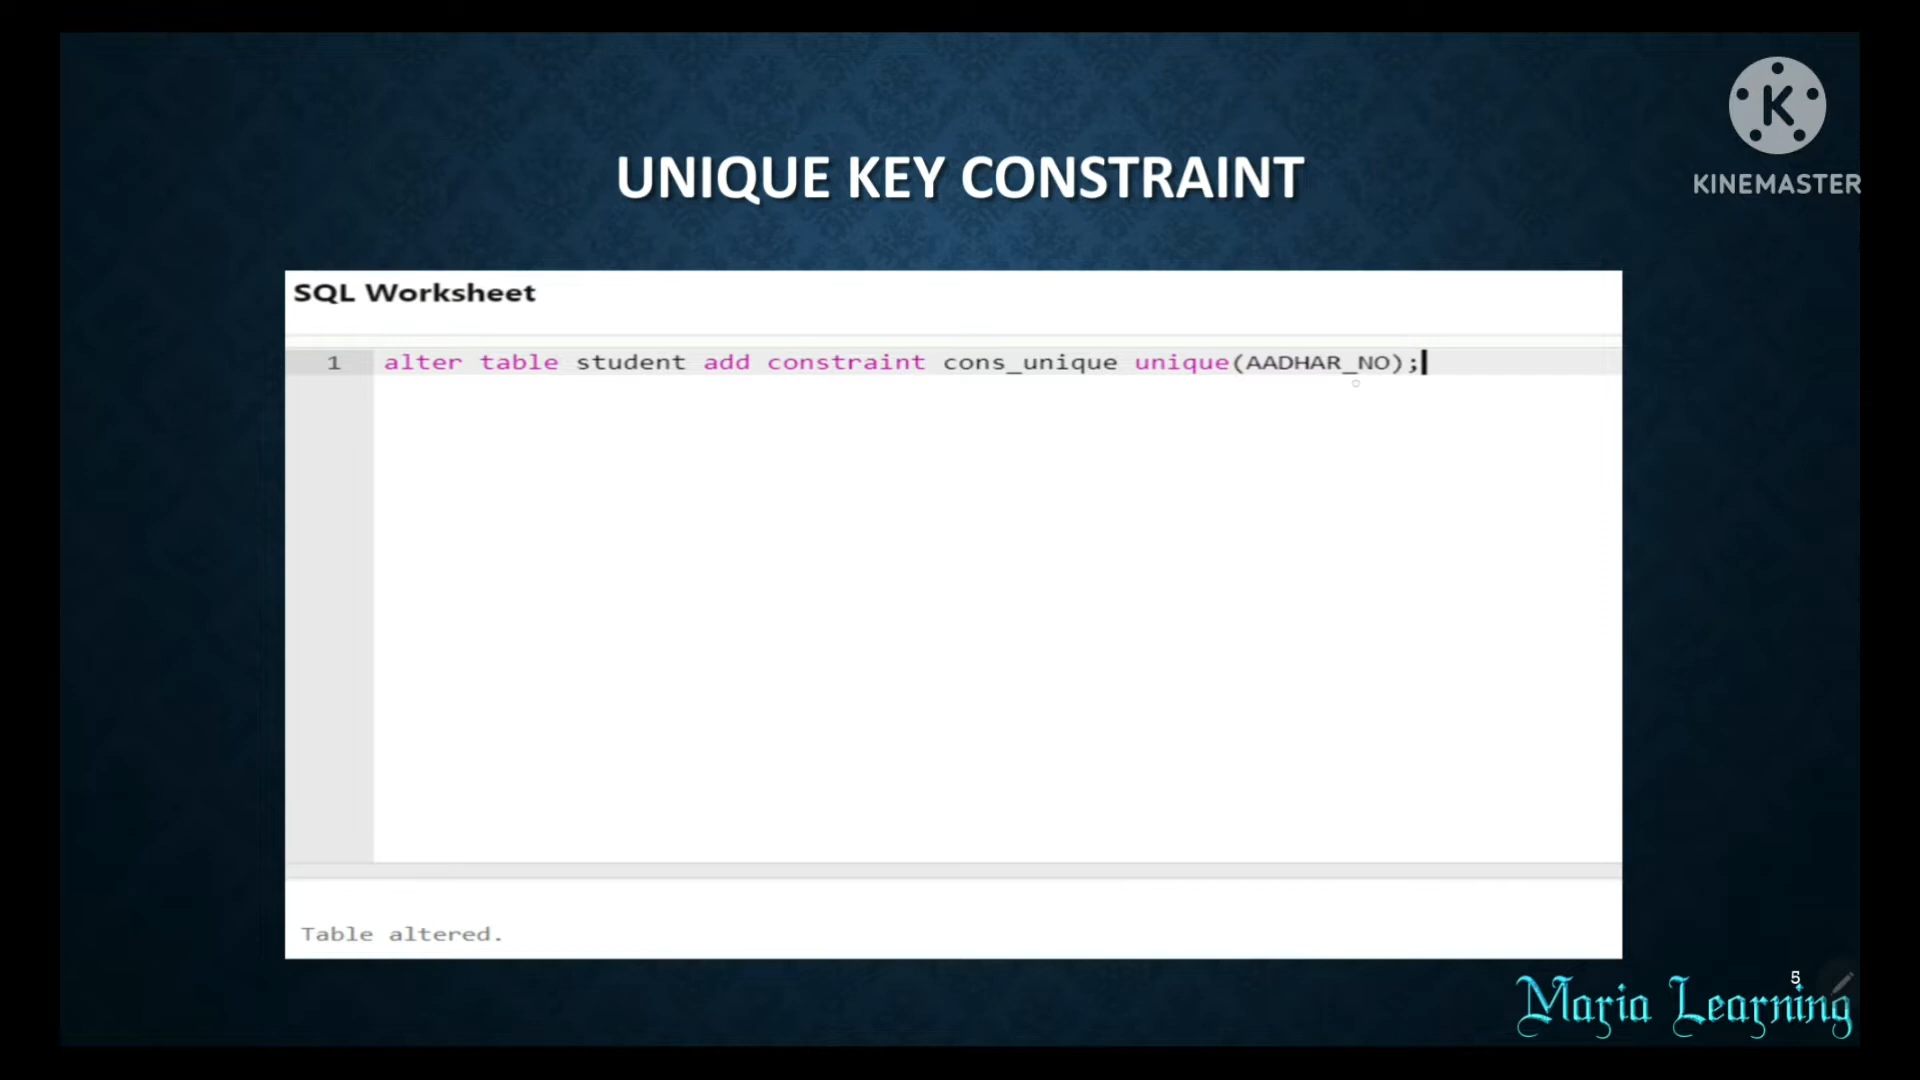 K
KINEMASTER
UNIQUE KEY CONSTRAINT
SQL Worksheet
1 alter table student add constraint cons_unique unique(AADHAR_NO);
Table altered.
5
Maria Learning